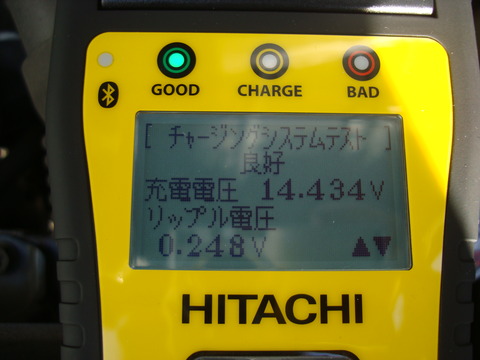 GOOD CHARGE BAD
[ チャージングシステムテスト ]
良好
充電電圧 14.434V
リップル電圧
0.248V ▲▼
HITACHI